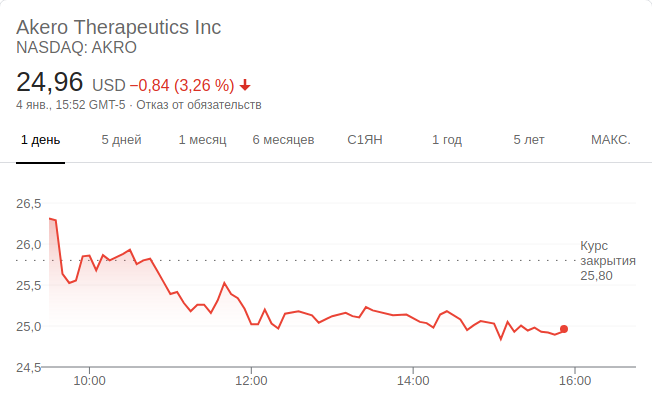 Akero Therapeutics Inc
NASDAQ: AKRO
24,96 USD −0,84 (3,26 %)
4 янв., 15:52 GMT-5 · Отказ от обязательств
1 день 5 дней 1 месяц 6 месяцев С1ЯН 1 год 5 лет МАКС.
26,5
26,0
25,5
25,0
24,5
Курс
закрытия
25,80
10:00 12:00 14:00 16:00